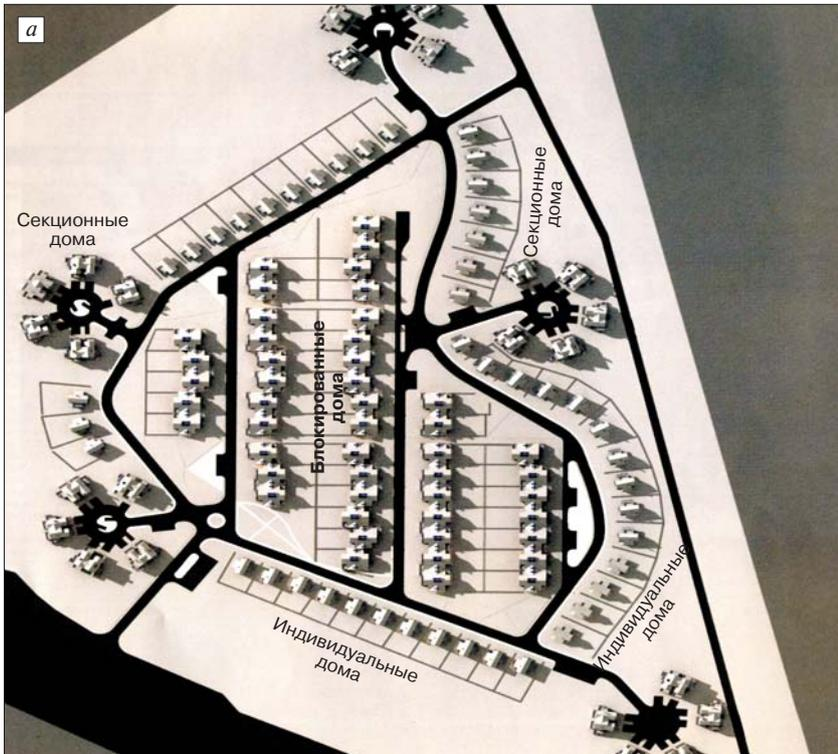 а
Секционные
дома
Секционные
дома
Блокированные
дома
Индивидуальные
дома
Индивидуальные
дома